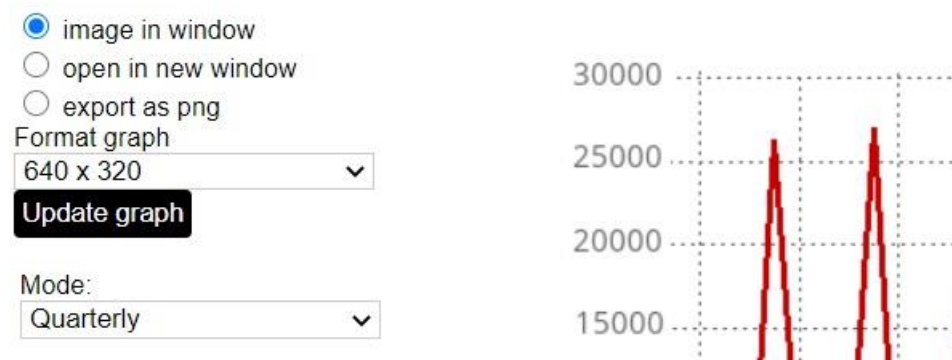 image in window
open in new window
export as png
Format graph
640 x 320
Update graph
Mode:
Quarterly
30000
25000
20000
15000